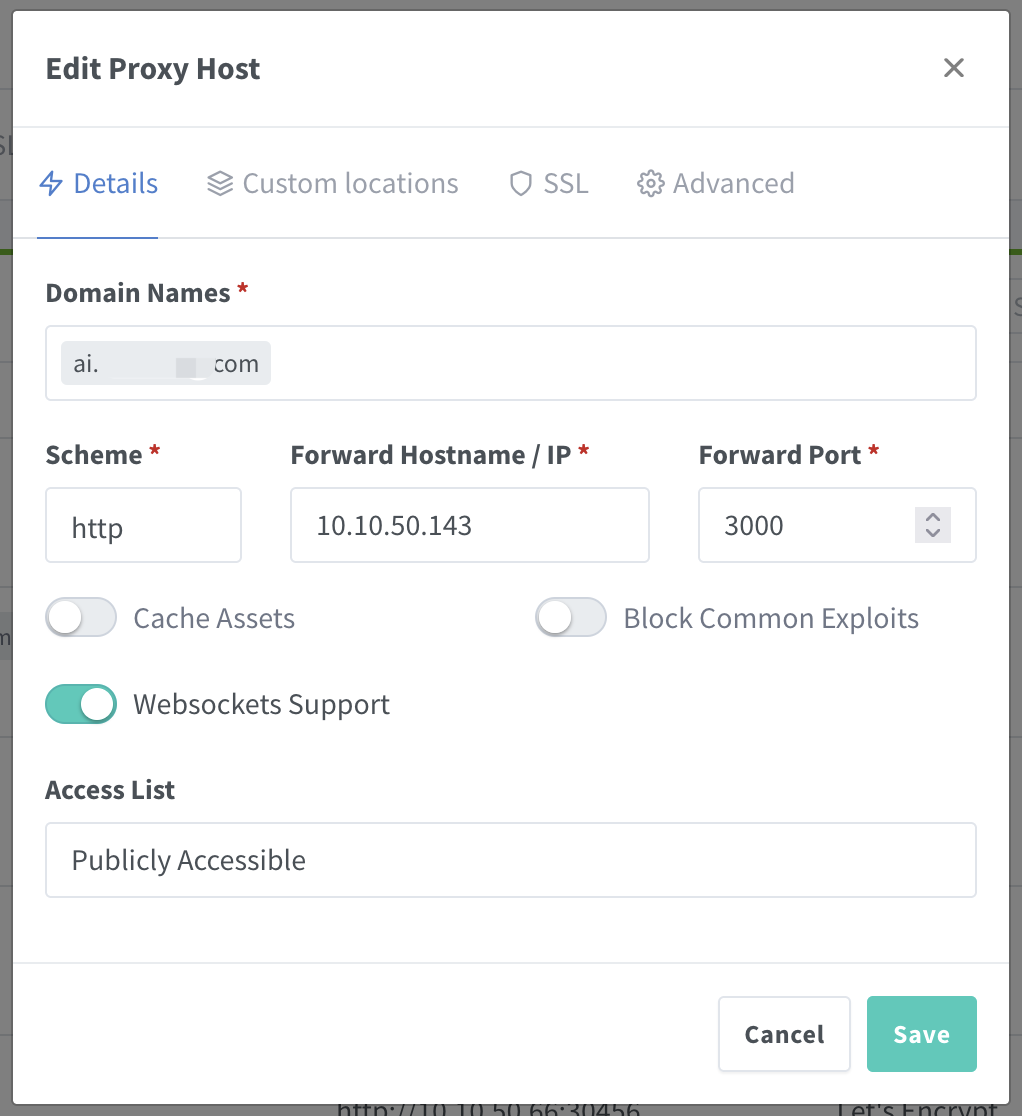 Edit Proxy Host
Details Custom locations SSL Advanced
Domain Names *
ai. com
Scheme * Forward Hostname / IP * Forward Port *
http 10.10.50.143 3000
Cache Assets Block Common Exploits
Websockets Support
Access List
Publicly Accessible
Cancel Save
http://10.10.50.66:30456 Let's Encrypt